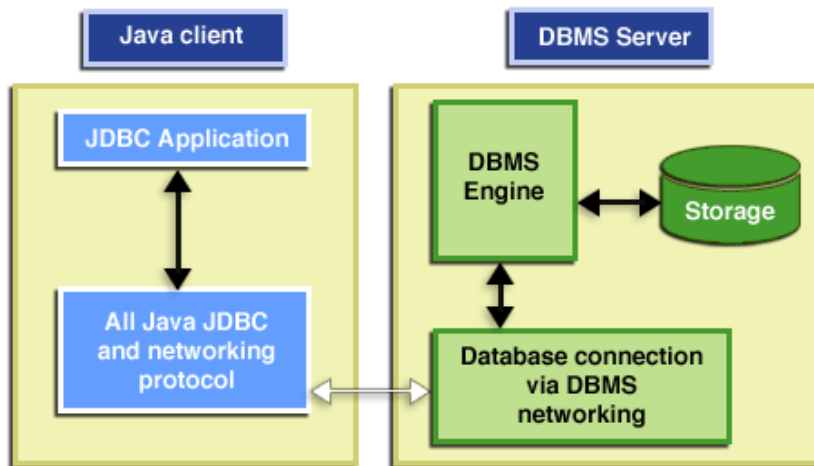 Java client
JDBC Application
All Java JDBC
and networking
protocol
DBMS Server
DBMS
Engine
Storage
Database connection
via DBMS
networking